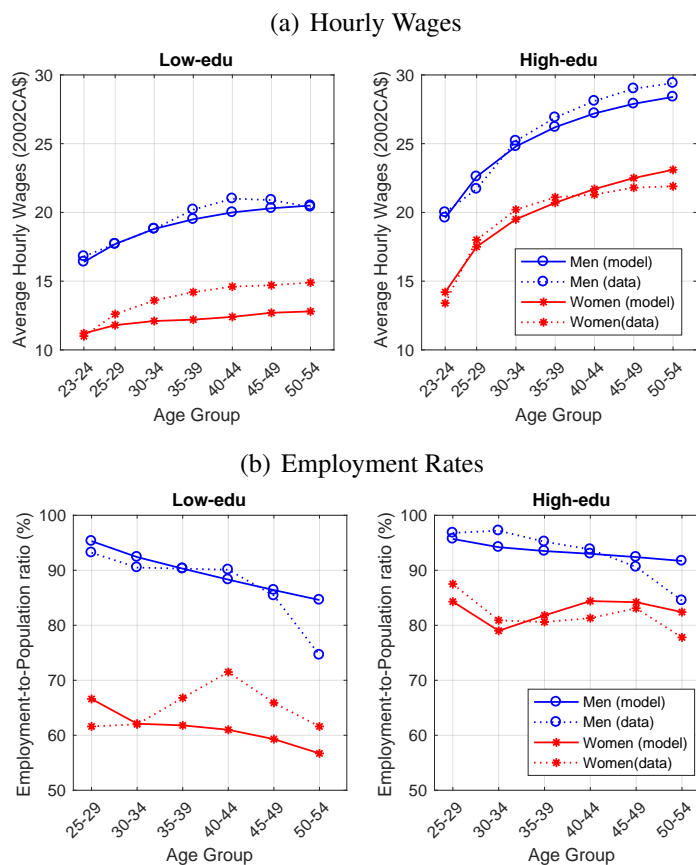 (a) Hourly Wages
Low-edu
Average Hourly Wages (2002CA$)
30
25
20
15
10
23-24
25-29
30-34
35-39
40-44
45-49
50-54
Age Group
High-edu
Average Hourly Wages (2002CA$)
30
25
20
15
10
Men (model)
Men (data)
Women (model)
Women(data)
23-24
25-29
30-34
35-39
40-44
45-49
50-54
Age Group
(b) Employment Rates
Low-edu
Employment-to-Population ratio (%)
100
90
80
70
60
50
25-29
30-34
35-39
40-44
45-49
50-54
Age Group
High-edu
Employment-to-Population ratio (%)
100
90
80
70
60
50
Men (model)
Men (data)
Women (model)
Women(data)
25-29
30-34
35-39
40-44
45-49
50-54
Age Group